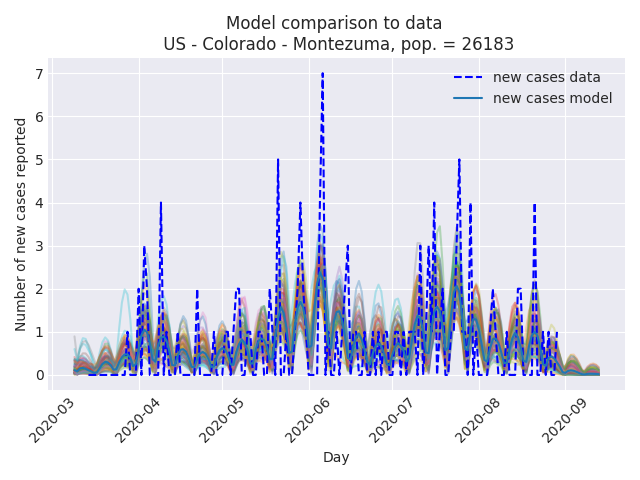 Model comparison to data
US - Colorado - Montezuma, pop. = 26183
new cases data
new cases model
Number of new cases reported
7
6
5
4
3
2
1
0
2020-03
2020-04
2020-05
2020-06
2020-07
2020-08
2020-09
Day